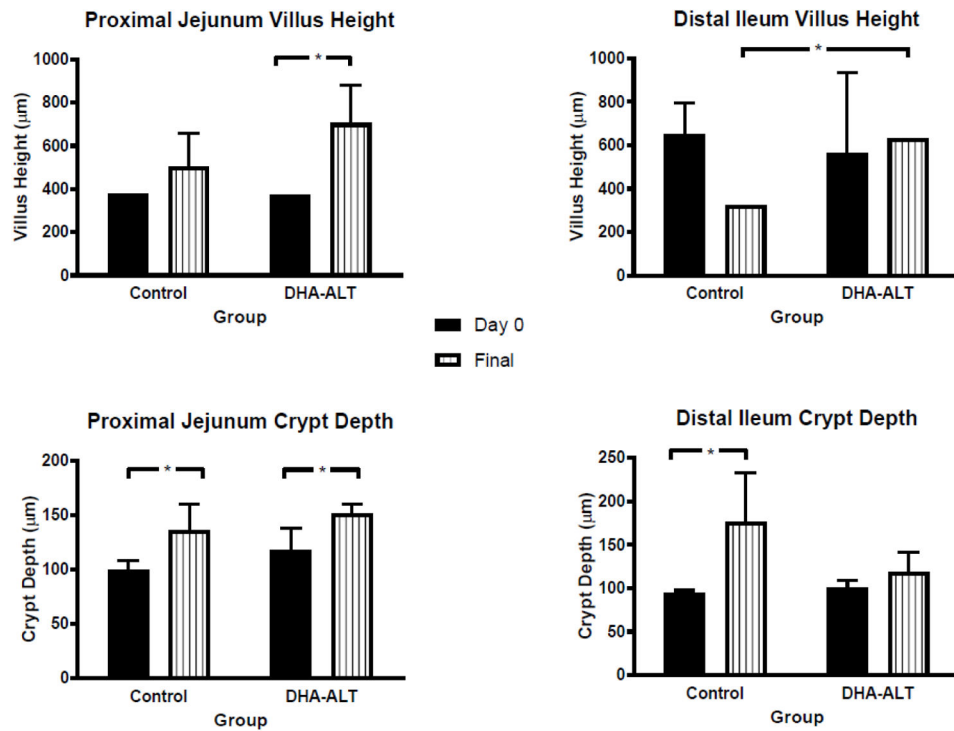 Proximal Jejunum Villus Height
1000
800
600
400
200
0
Villus Height (μm)
*
Control
DHA-ALT
Group
Distal Ileum Villus Height
1000
800
600
400
200
0
Villus Height (μm)
*
Control
DHA-ALT
Group
Day 0
Final
Proximal Jejunum Crypt Depth
200
150
100
50
0
Crypt Depth (μm)
*
*
Control
DHA-ALT
Group
Distal Ileum Crypt Depth
250
200
150
100
50
0
Crypt Depth (μm)
*
Control
DHA-ALT
Group